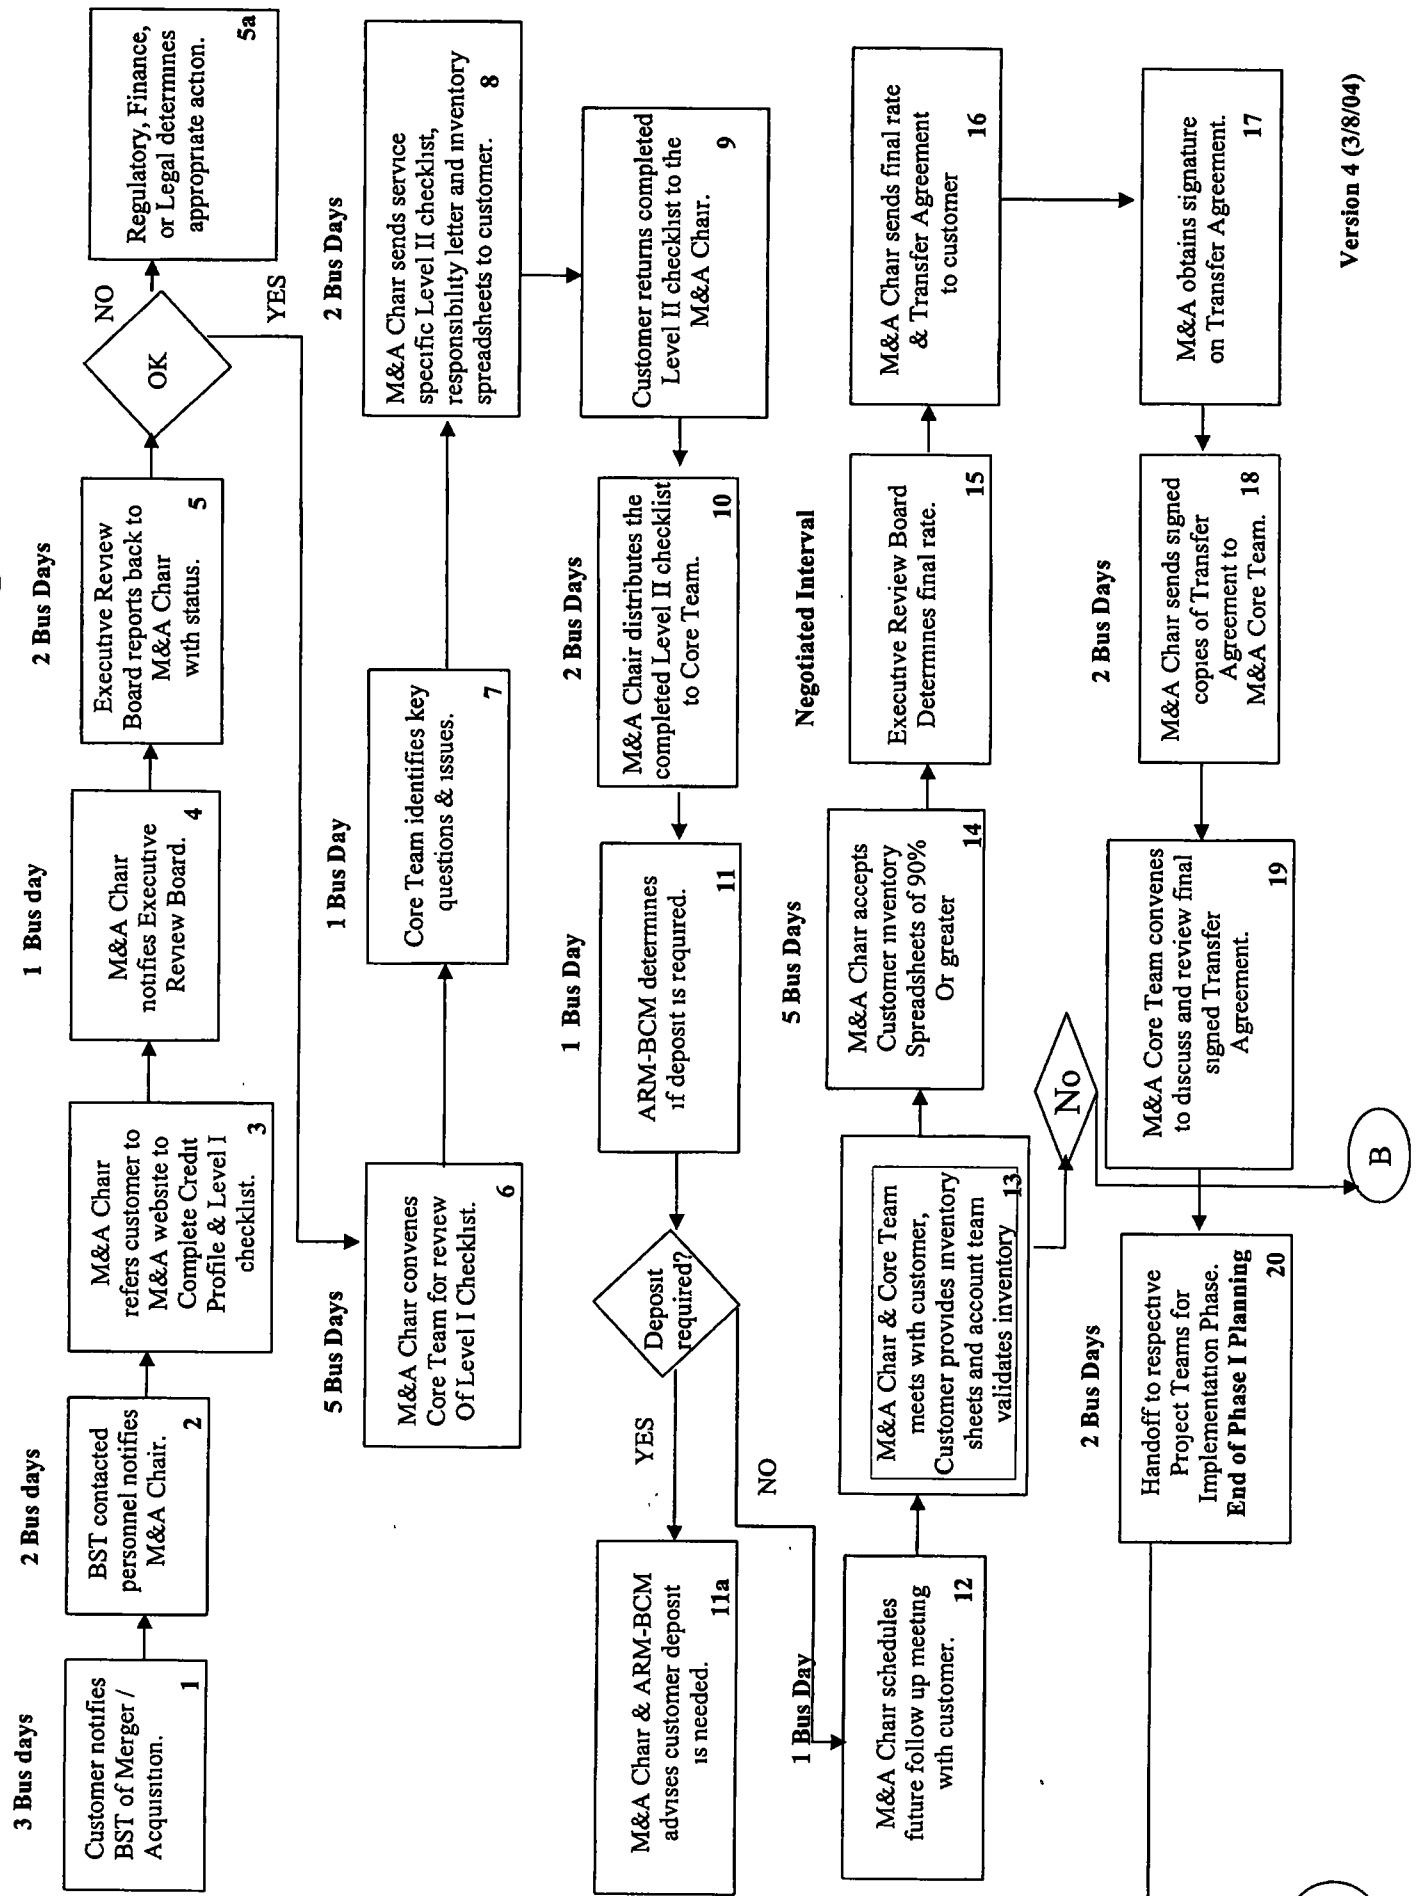 3 Bus days
Customer notifies
BST of Merger /
Acquisition.
1
2 Bus days
BST contacted
personnel notifies
M&A Chair.
2
M&A Chair
refers customer to
M&A website to
Complete Credit
Profile & Level I
checklist.
3
1 Bus day
M&A Chair
notifies Executive
Review Board.
4
2 Bus Days
Executive Review
Board reports back to
M&A Chair
with status.
5
OK
NO
YES
Regulatory, Finance,
or Legal determines
appropriate action.
5a
5 Bus Days
M&A Chair convenes
Core Team for review
Of Level I Checklist.
6
1 Bus Day
Core Team identifies key
questions & issues.
7
2 Bus Days
M&A Chair sends service
specific Level II checklist,
responsibility letter and inventory
spreadsheets to customer.
8
Customer returns completed
Level II checklist to the
M&A Chair.
9
2 Bus Days
M&A Chair distributes the
completed Level II checklist
to Core Team.
10
1 Bus Day
ARM-BCM determines
if deposit is required.
11
Deposit
required?
YES
NO
M&A Chair & ARM-BCM
advises customer deposit
is needed.
11a
1 Bus Day
M&A Chair schedules
future follow up meeting
with customer.
12
M&A Chair & Core Team
meets with customer,
Customer provides inventory
sheets and account team
validates inventory
13
No
B
5 Bus Days
M&A Chair accepts
Customer inventory
Spreadsheets of 90%
Or greater
14
Negotiated Interval
Executive Review Board
Determines final rate.
15
M&A Chair sends final rate
& Transfer Agreement
to customer
16
M&A obtains signature
on Transfer Agreement.
17
2 Bus Days
M&A Chair sends signed
copies of Transfer
Agreement to
M&A Core Team.
18
M&A Core Team convenes
to discuss and review final
signed Transfer
Agreement.
19
2 Bus Days
Handoff to respective
Project Teams for
Implementation Phase.
End of Phase I Planning
20
Version 4 (3/8/04)